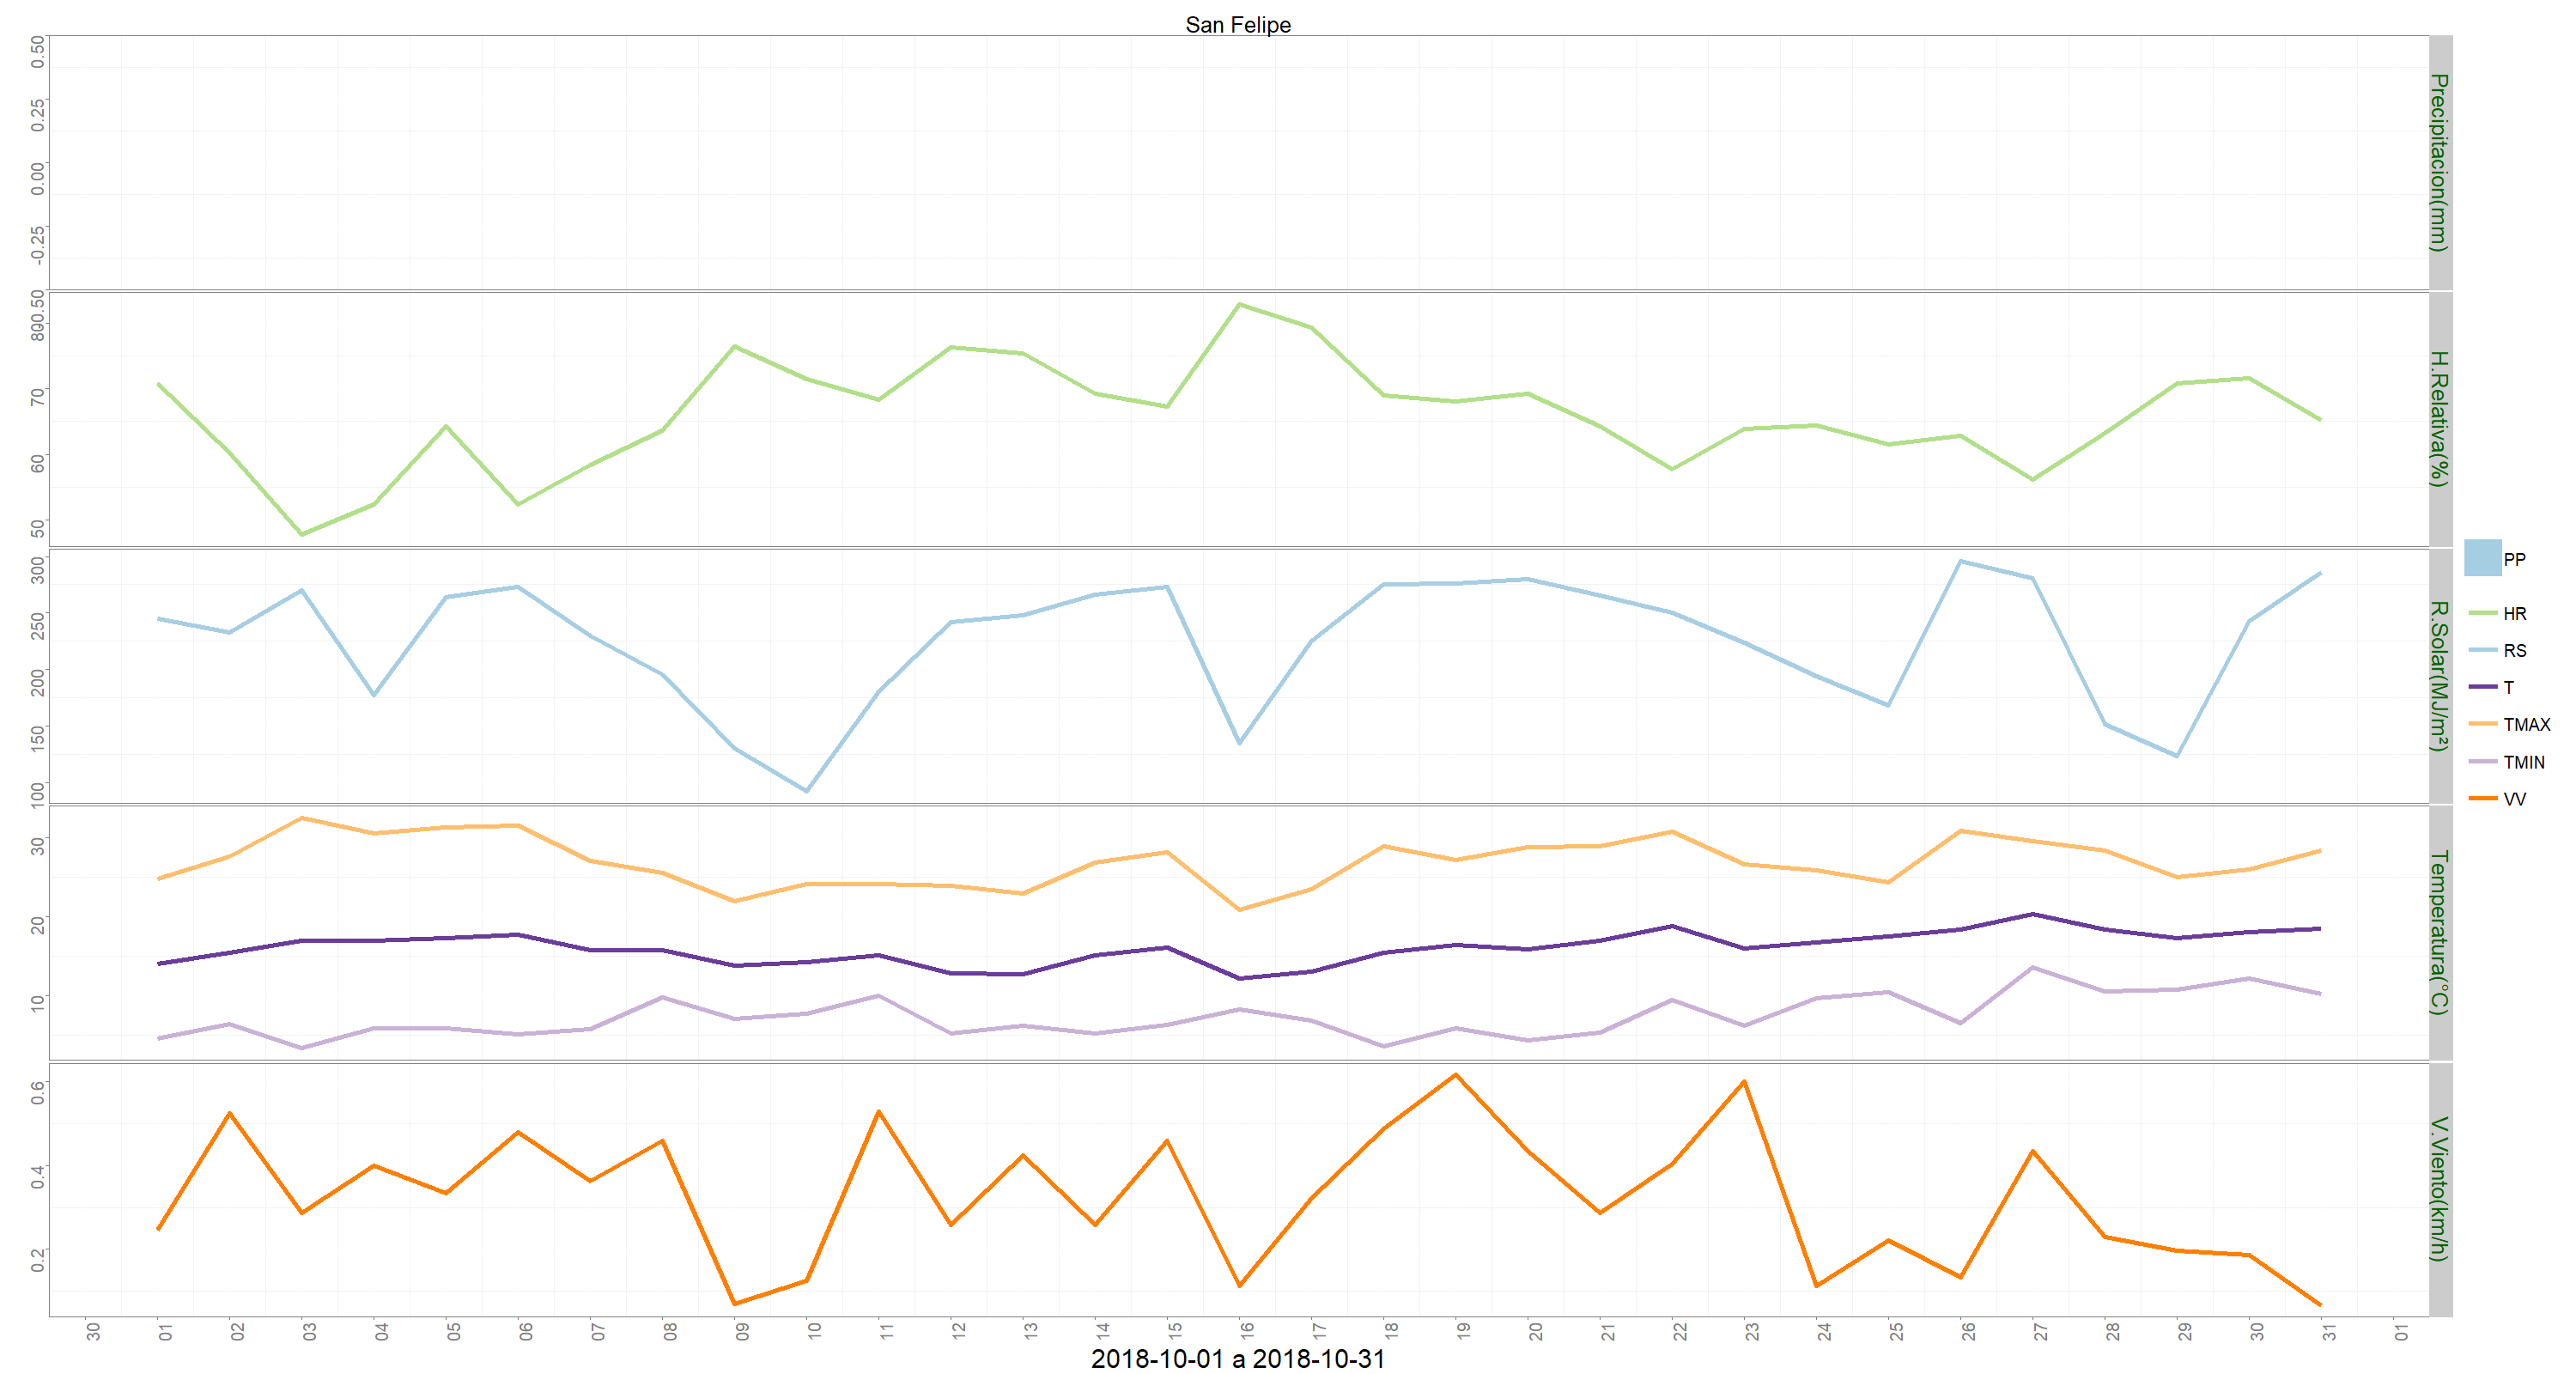 San Felipe
0.50
0.25
0.00
-0.25
-0.50
Precipitacion(mm)
80
70
60
50
H.Relativa(%)
300
250
200
150
100
R.Solar(MJ/m²)
30
20
10
Temperatura(°C)
0.6
0.4
0.2
V.Viento(km/h)
30 01 02 03 04 05 06 07 08 09 10 11 12 13 14 15 16 17 18 19 20 21 22 23 24 25 26 27 28 29 30 31 01
2018-10-01 a 2018-10-31
PP
HR
RS
T
TMAX
TMIN
VV